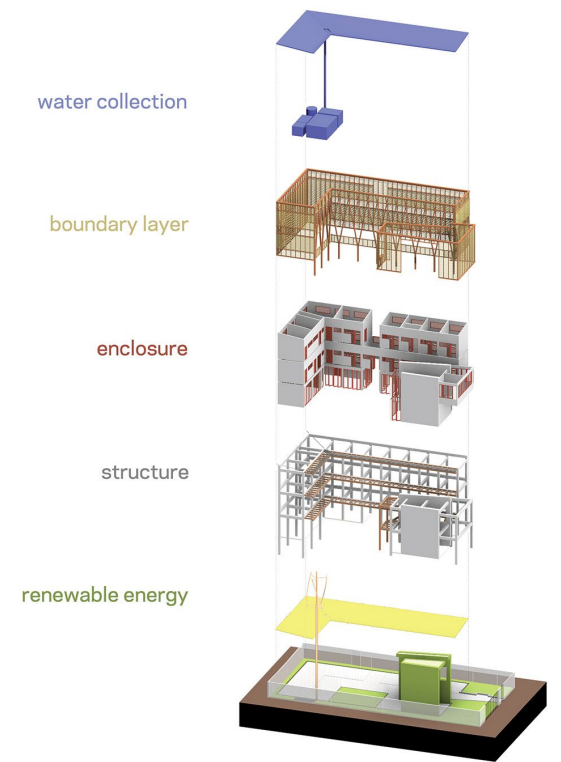 water collection
boundary layer
enclosure
structure
renewable energy